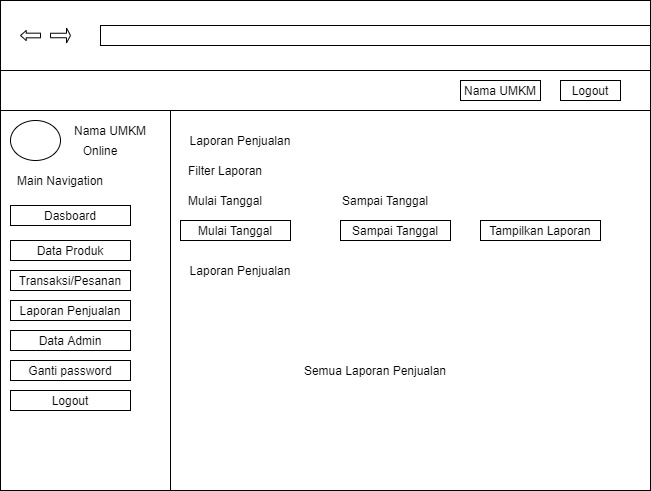 Nama UMKM
Logout
Nama UMKM
Online
Main Navigation
Dasboard
Data Produk
Transaksi/Pesanan
Laporan Penjualan
Data Admin
Ganti password
Logout
Laporan Penjualan
Filter Laporan
Mulai Tanggal
Sampai Tanggal
Mulai Tanggal
Sampai Tanggal
Tampilkan Laporan
Laporan Penjualan
Semua Laporan Penjualan